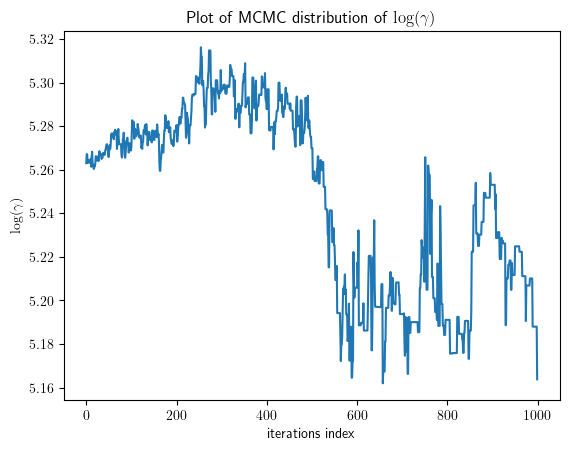 Plot of MCMC distribution of log(γ)
5.32
5.30
5.28
5.26
5.24
5.22
5.20
5.18
5.16
log(γ)
0 200 400 600 800 1000
iterations index